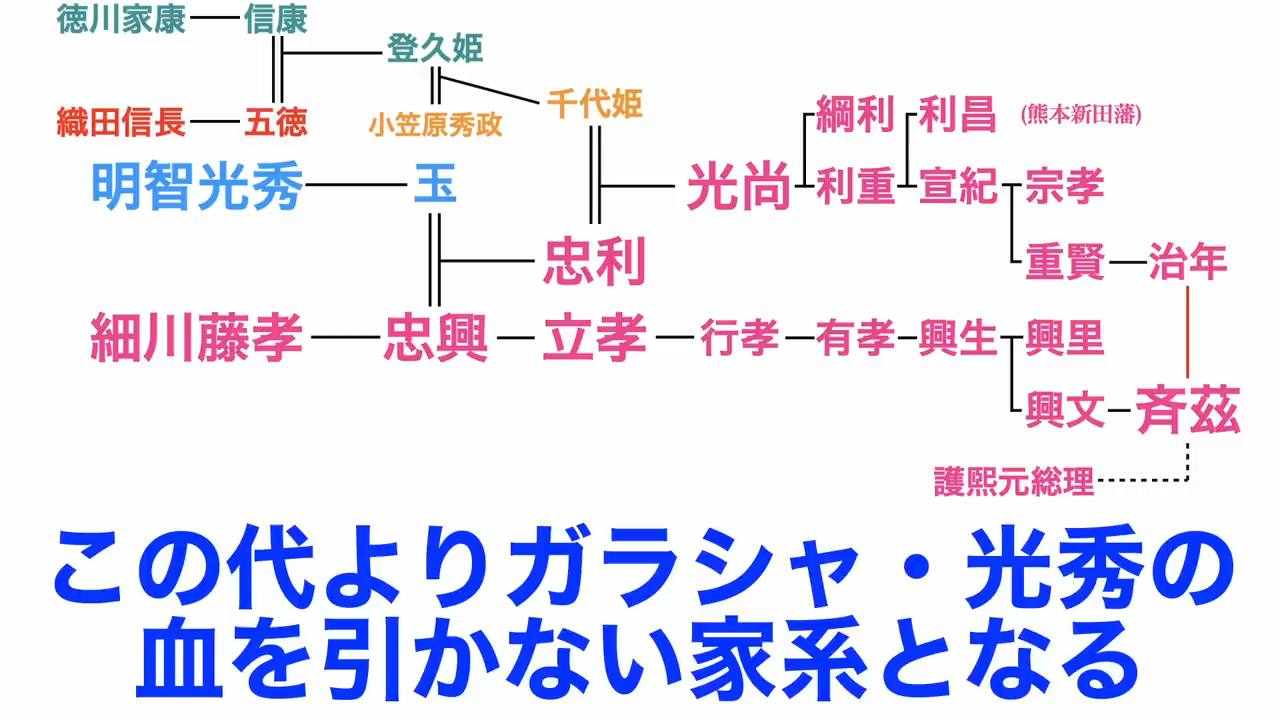 徳川家康 信康
登久姫
千代姫
織田信長 五徳 小笠原秀政
綱利 利昌 (熊本新田藩)
明智光秀 玉 光尚 利重 宣紀 宗孝
忠利 重賢 治年
細川藤孝 忠興 立孝 行孝 有孝 興生 興里
興文 斉茲
護熙元総理
この代よりガラシャ・光秀の
血を引かない家系となる